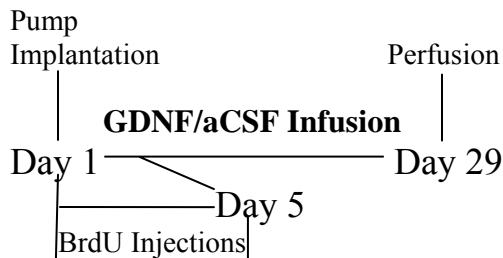 Pump
Implantation
Perfusion
GDNF/aCSF Infusion
Day 1
Day 29
Day 5
BrdU Injections